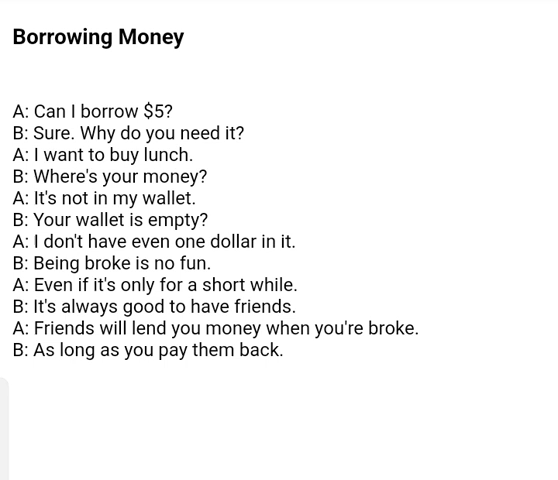 Borrowing Money
A: Can I borrow $5?
B: Sure. Why do you need it?
A: I want to buy lunch.
B: Where's your money?
A: It's not in my wallet.
B: Your wallet is empty?
A: I don't have even one dollar in it.
B: Being broke is no fun.
A: Even if it's only for a short while.
B: It's always good to have friends.
A: Friends will lend you money when you're broke.
B: As long as you pay them back.